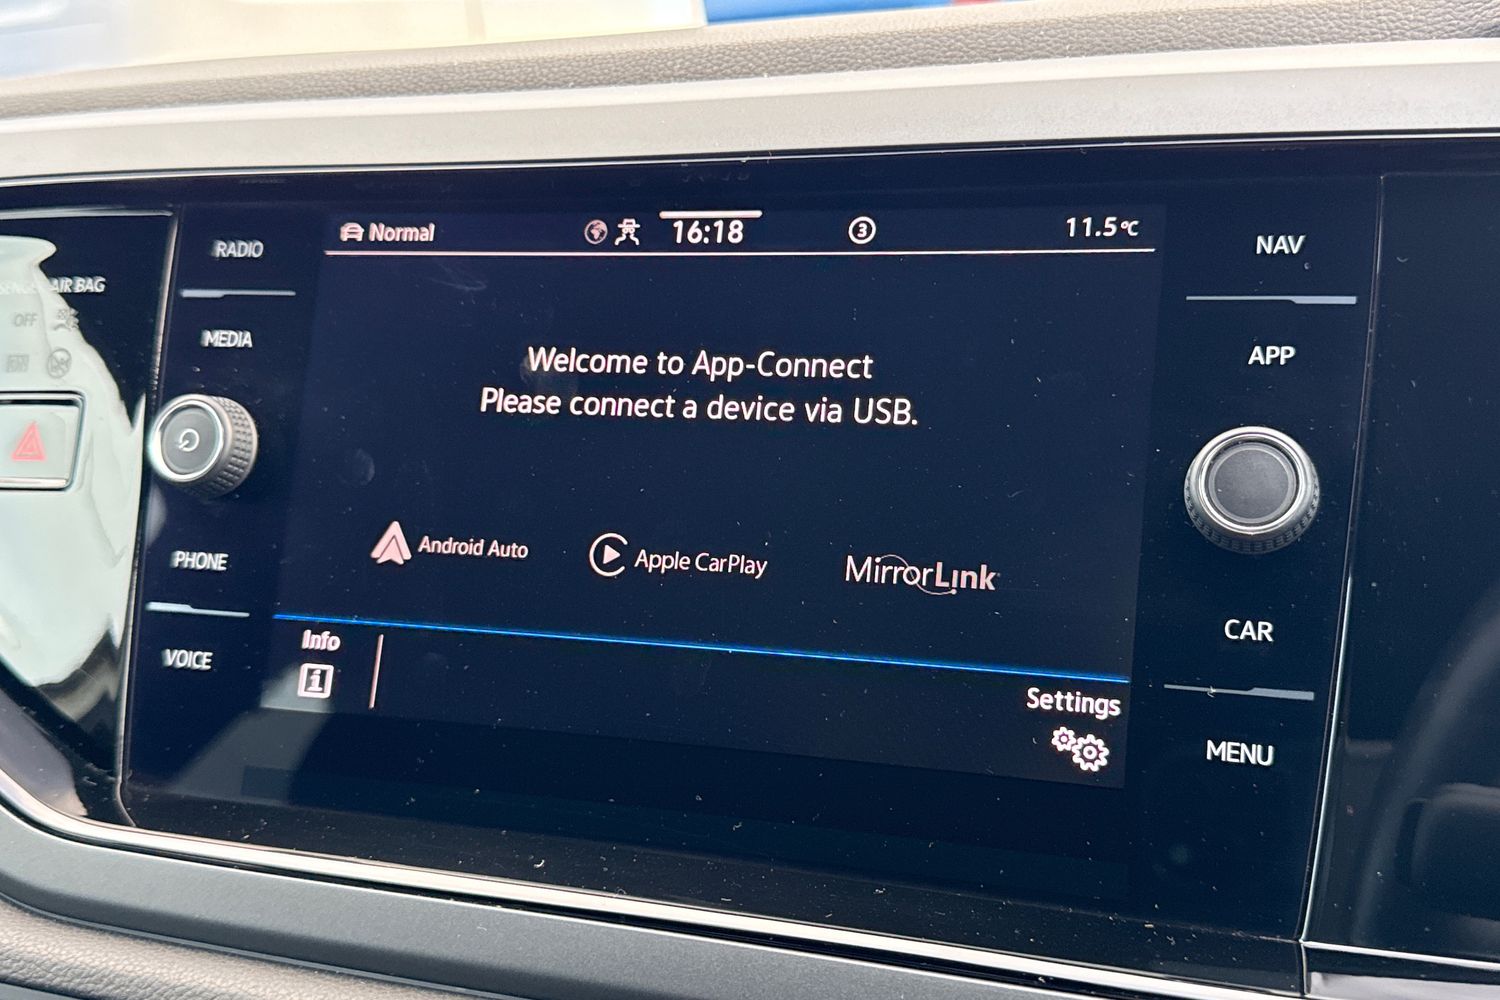 Normal
16:18
3
11.5°C
Welcome to App-Connect
Please connect a device via USB.
Android Auto
Apple CarPlay
MirrorLink
Info
i
Settings
RADIO
MEDIA
PHONE
VOICE
NAV
APP
CAR
MENU
AIR BAG
OFF